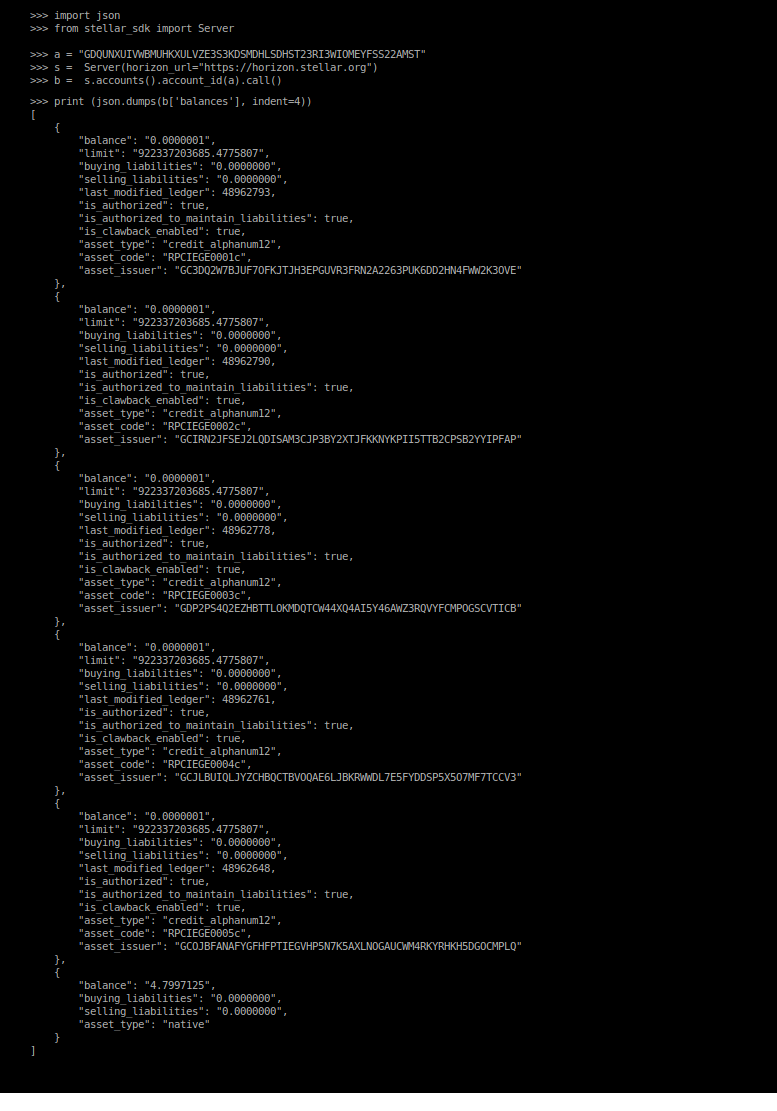 >>> import json
>>> from stellar_sdk import Server
>>> a = "GDQUNXUIVWBMUHKXULVZE3S3KDSMDHLSDHST23RI3WIOMEYFSS22AMST"
>>> s =  Server(horizon_url="https://horizon.stellar.org")
>>> b =  s.accounts().account_id(a).call()
>>> print (json.dumps(b['balances'], indent=4))
[
    {
        "balance": "0.0000001",
        "limit": "922337203685.4775807",
        "buying_liabilities": "0.0000000",
        "selling_liabilities": "0.0000000",
        "last_modified_ledger": 48962793,
        "is_authorized": true,
        "is_authorized_to_maintain_liabilities": true,
        "is_clawback_enabled": true,
        "asset_type": "credit_alphanum12",
        "asset_code": "RPCIEGE0001c",
        "asset_issuer": "GC3DQ2W7BJUF7OFKJTJH3EPGUVR3FRN2A2263PUK6DD2HN4FWW2K3OVE"
    },
    {
        "balance": "0.0000001",
        "limit": "922337203685.4775807",
        "buying_liabilities": "0.0000000",
        "selling_liabilities": "0.0000000",
        "last_modified_ledger": 48962790,
        "is_authorized": true,
        "is_authorized_to_maintain_liabilities": true,
        "is_clawback_enabled": true,
        "asset_type": "credit_alphanum12",
        "asset_code": "RPCIEGE0002c",
        "asset_issuer": "GCIRN2JFSEJ2LQDISAM3CJP3BY2XTJFKKNYKPII5TTB2CPSB2YYIPFAP"
    },
    {
        "balance": "0.0000001",
        "limit": "922337203685.4775807",
        "buying_liabilities": "0.0000000",
        "selling_liabilities": "0.0000000",
        "last_modified_ledger": 48962778,
        "is_authorized": true,
        "is_authorized_to_maintain_liabilities": true,
        "is_clawback_enabled": true,
        "asset_type": "credit_alphanum12",
        "asset_code": "RPCIEGE0003c",
        "asset_issuer": "GDP2PS4Q2EZHBTTLOKMDQTCW44XQ4AI5Y46AWZ3RQVYFCMPOGSCVTICB"
    },
    {
        "balance": "0.0000001",
        "limit": "922337203685.4775807",
        "buying_liabilities": "0.0000000",
        "selling_liabilities": "0.0000000",
        "last_modified_ledger": 48962761,
        "is_authorized": true,
        "is_authorized_to_maintain_liabilities": true,
        "is_clawback_enabled": true,
        "asset_type": "credit_alphanum12",
        "asset_code": "RPCIEGE0004c",
        "asset_issuer": "GCJLBUIQLJYZCHBQCTBVOQAE6LJBKRWWDL7E5FYDDSP5X5O7MF7TCCV3"
    },
    {
        "balance": "0.0000001",
        "limit": "922337203685.4775807",
        "buying_liabilities": "0.0000000",
        "selling_liabilities": "0.0000000",
        "last_modified_ledger": 48962648,
        "is_authorized": true,
        "is_authorized_to_maintain_liabilities": true,
        "is_clawback_enabled": true,
        "asset_type": "credit_alphanum12",
        "asset_code": "RPCIEGE0005c",
        "asset_issuer": "GCOJBFANAFYGFHFPTIEGVHP5N7K5AXLNOGAUCWM4RKYRHKH5DGOCMPLQ"
    },
    {
        "balance": "4.7997125",
        "buying_liabilities": "0.0000000",
        "selling_liabilities": "0.0000000",
        "asset_type": "native"
    }
]